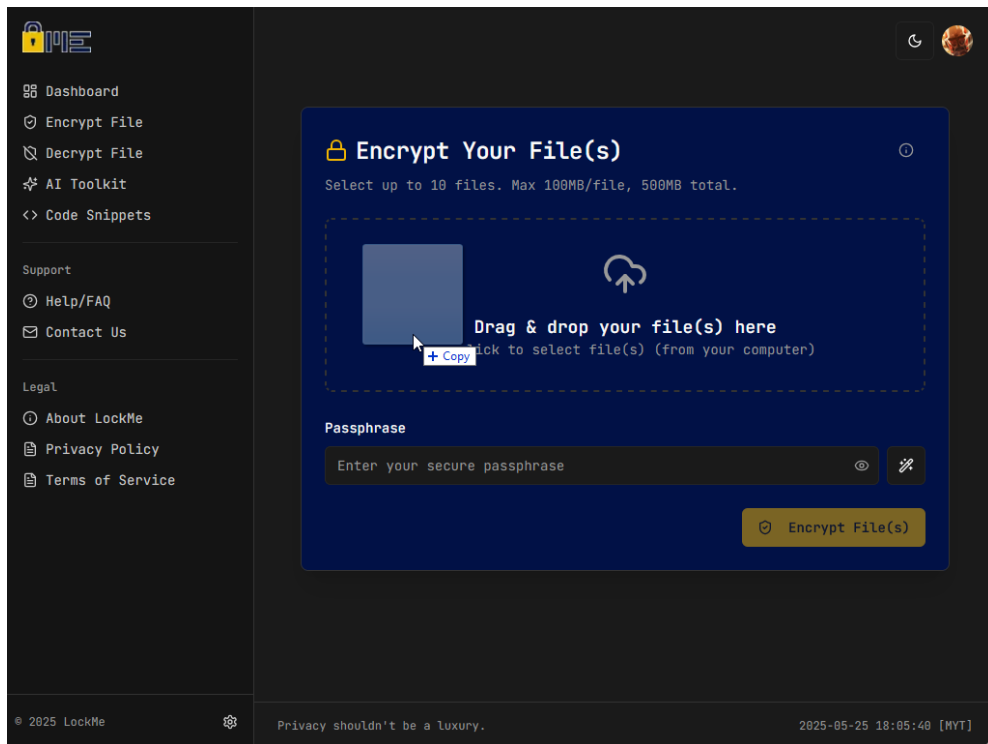 ME
Dashboard
Encrypt File
Decrypt File
AI Toolkit
Code Snippets
Support
Help/FAQ
Contact Us
Legal
About LockMe
Privacy Policy
Terms of Service
© 2025 LockMe
Encrypt Your File(s)
Select up to 10 files. Max 100MB/file, 500MB total.
Drag & drop your file(s) here
to select file(s) (from your computer)
+ Copy
Passphrase
Enter your secure passphrase
Encrypt File(s)
Privacy shouldn't be a luxury.
2025-05-25 18:05:40 [MYT]